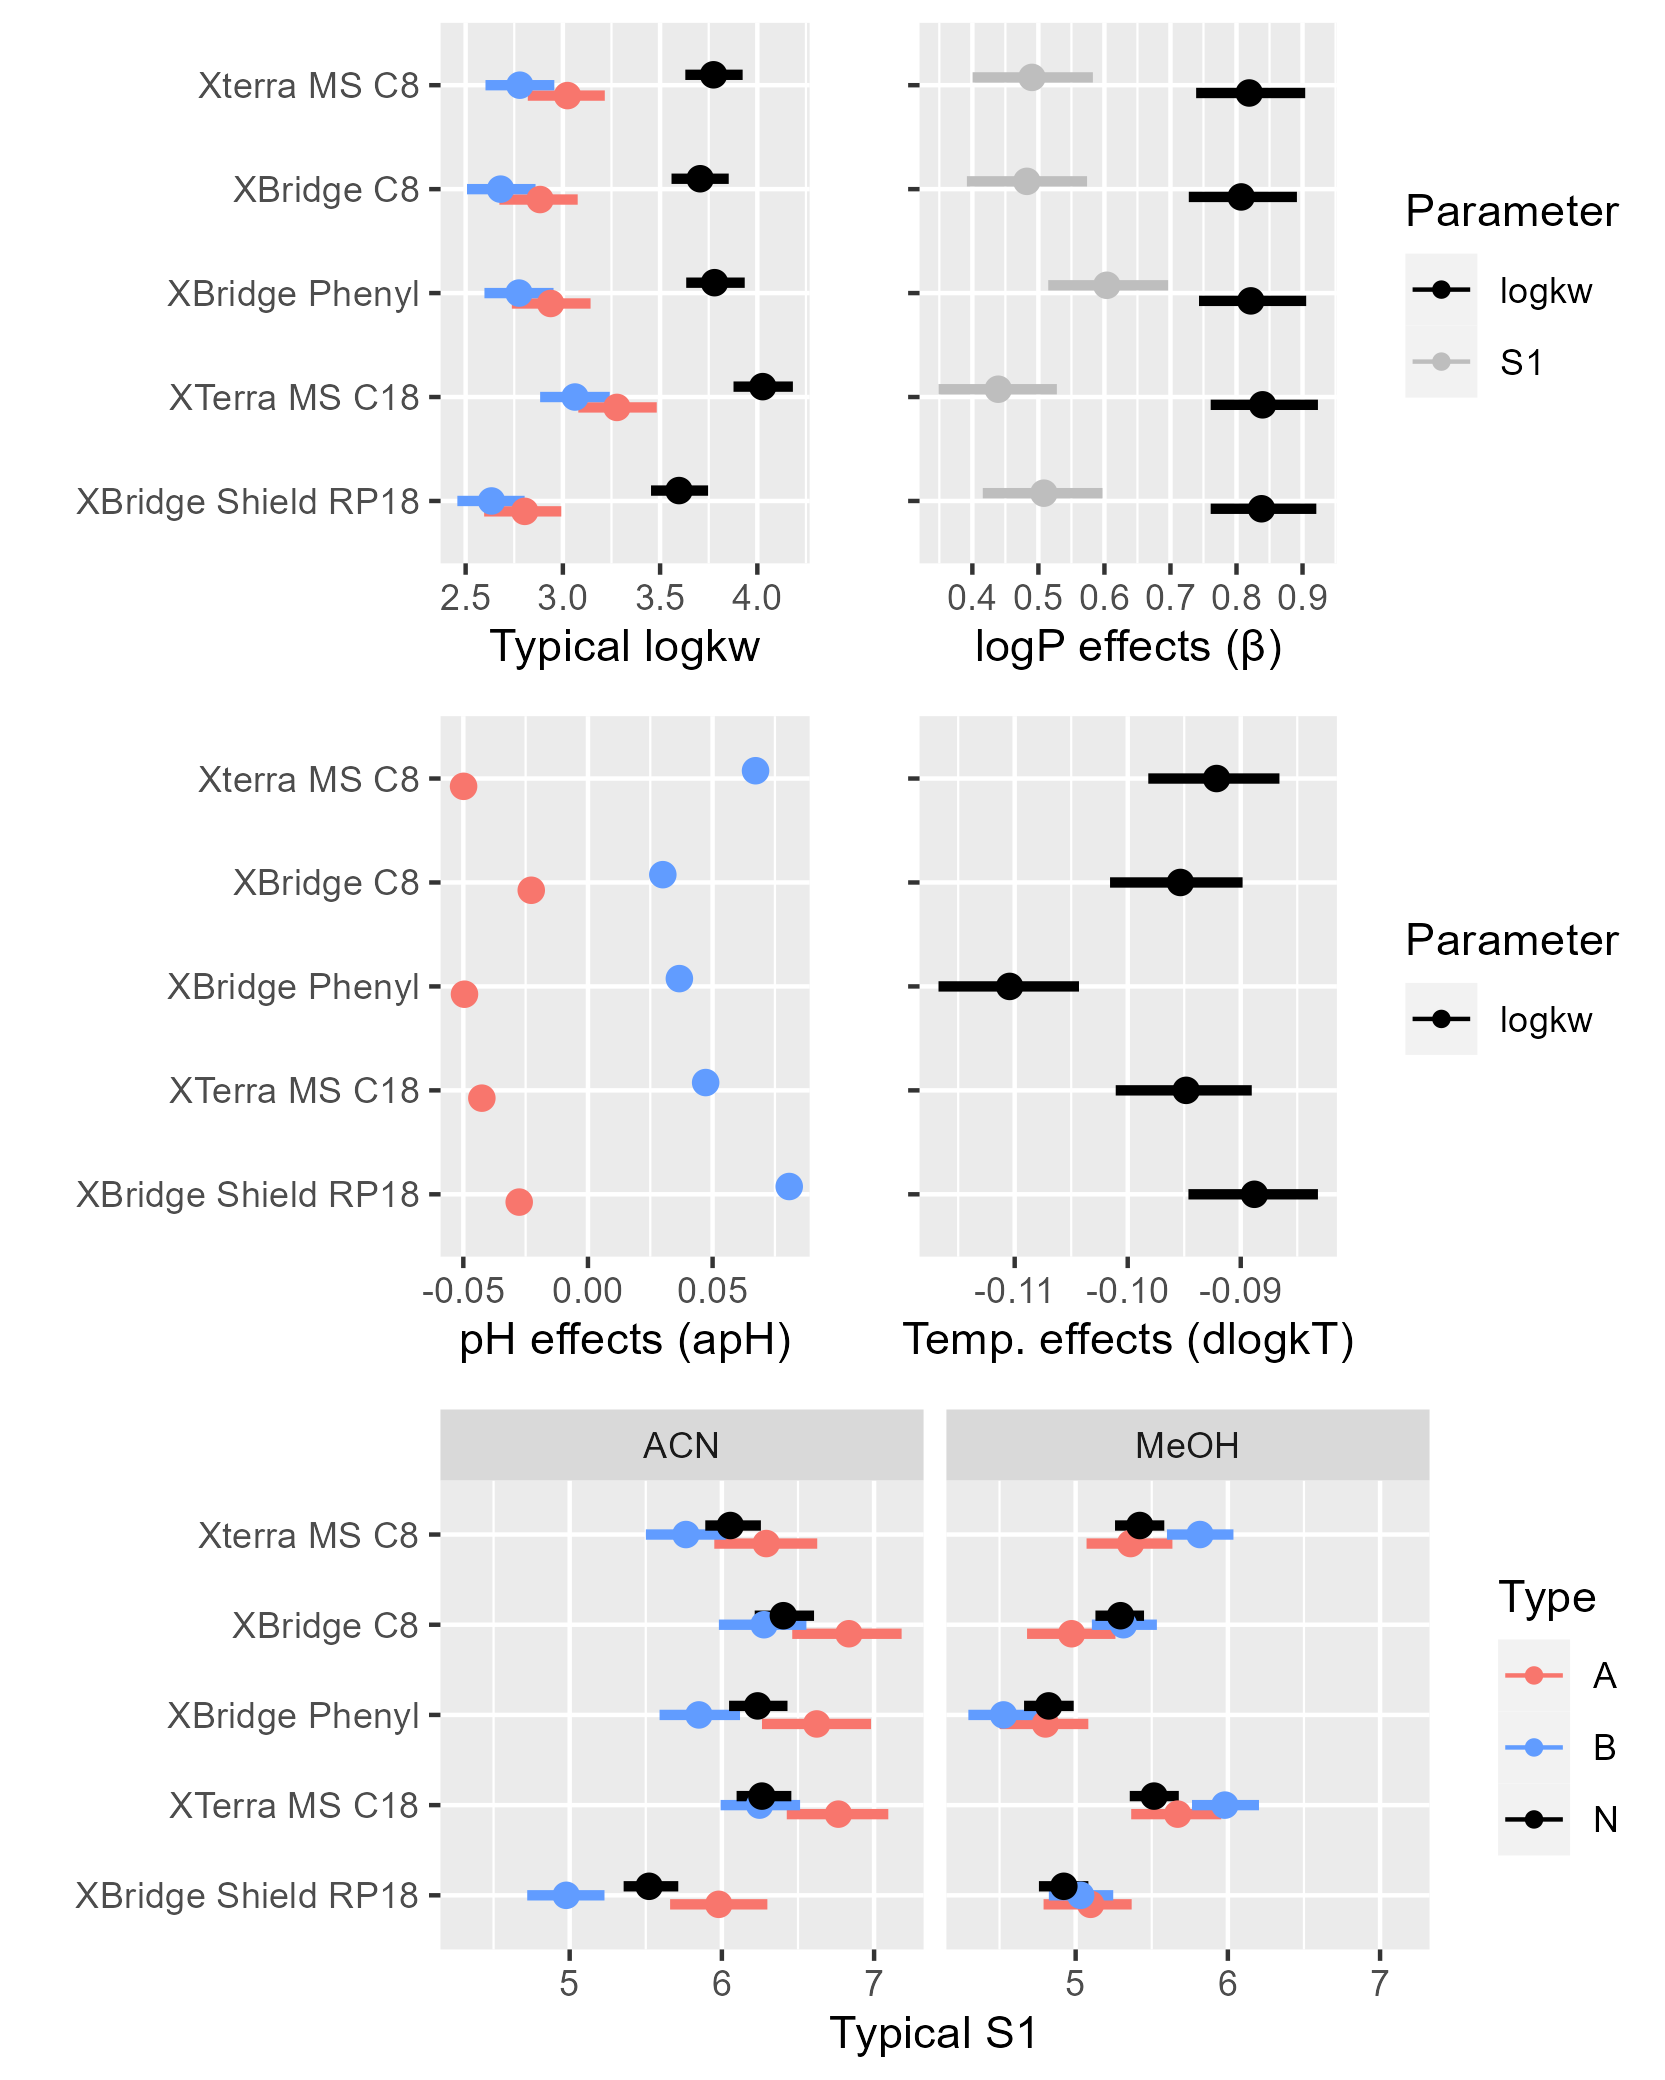 Xterra MS C8
XBridge C8
XBridge Phenyl
XTerra MS C18
XBridge Shield RP18
2.5 3.0 3.5 4.0
Typical logkw
0.4 0.5 0.6 0.7 0.8 0.9
logP effects (β)
Parameter
logkw
S1
Xterra MS C8
XBridge C8
XBridge Phenyl
XTerra MS C18
XBridge Shield RP18
-0.05 0.00 0.05
pH effects (apH)
-0.11 -0.10 -0.09
Temp. effects (dlogkT)
Parameter
logkw
ACN
MeOH
Xterra MS C8
XBridge C8
XBridge Phenyl
XTerra MS C18
XBridge Shield RP18
5 6 7
5 6 7
Typical S1
Type
A
B
N